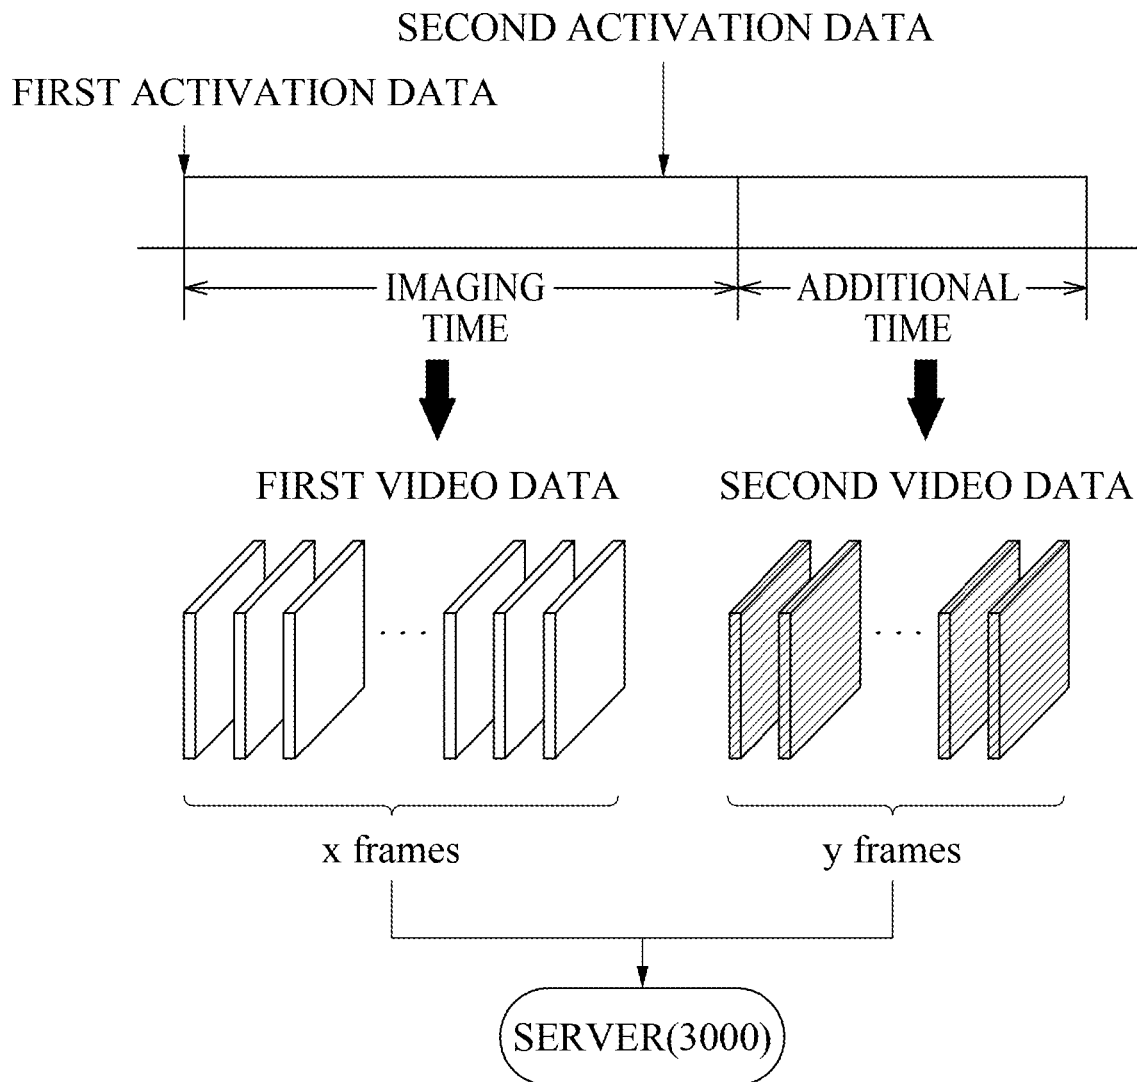 SECOND ACTIVATION DATA
FIRST ACTIVATION DATA
IMAGING
TIME
ADDITIONAL
TIME
FIRST VIDEO DATA
SECOND VIDEO DATA
. . .
. . .
x frames
y frames
SERVER(3000)